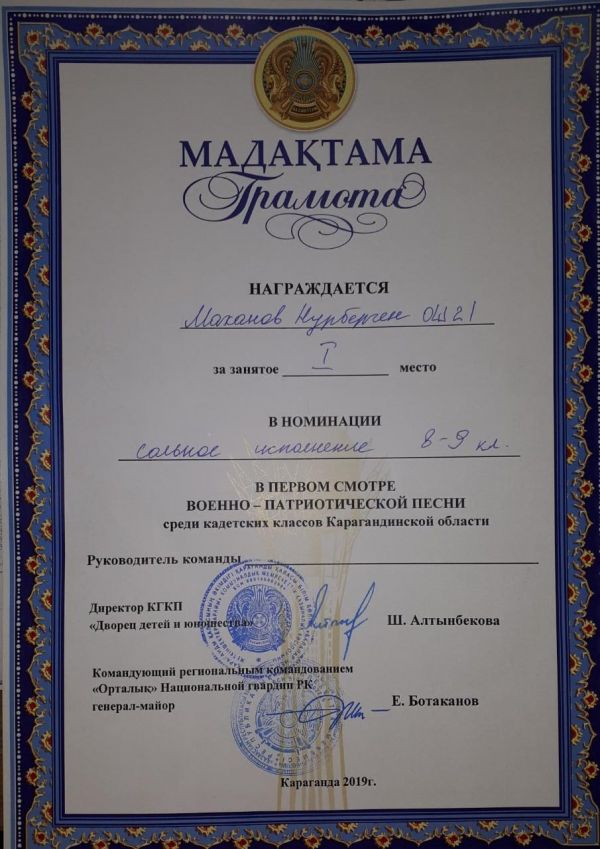 МАДАҚТАМА
Грамота
НАГРАЖДАЕТСЯ
Маханов Нурберген ОШ 21
за занятое I место
В НОМИНАЦИИ
сольное исполнение 8-9 кл.
В ПЕРВОМ СМОТРЕ
ВОЕННО – ПАТРИОТИЧЕСКОЙ ПЕСНИ
среди кадетских классов Карагандинской области
Руководитель команды
Директор КГКП
«Дворец детей и юношества» Ш. Алтынбекова
Командующий региональным командованием
«Орталық» Национальной гвардии РК
генерал-майор Е. Ботаканов
Караганда 2019г.